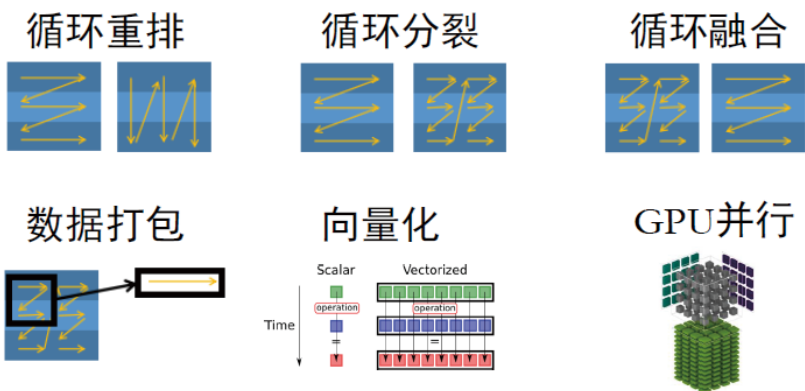 循环重排
循环分裂
循环融合
数据打包
向量化
GPU并行
Scalar
Vectorized
operation
operation
Time
=
=